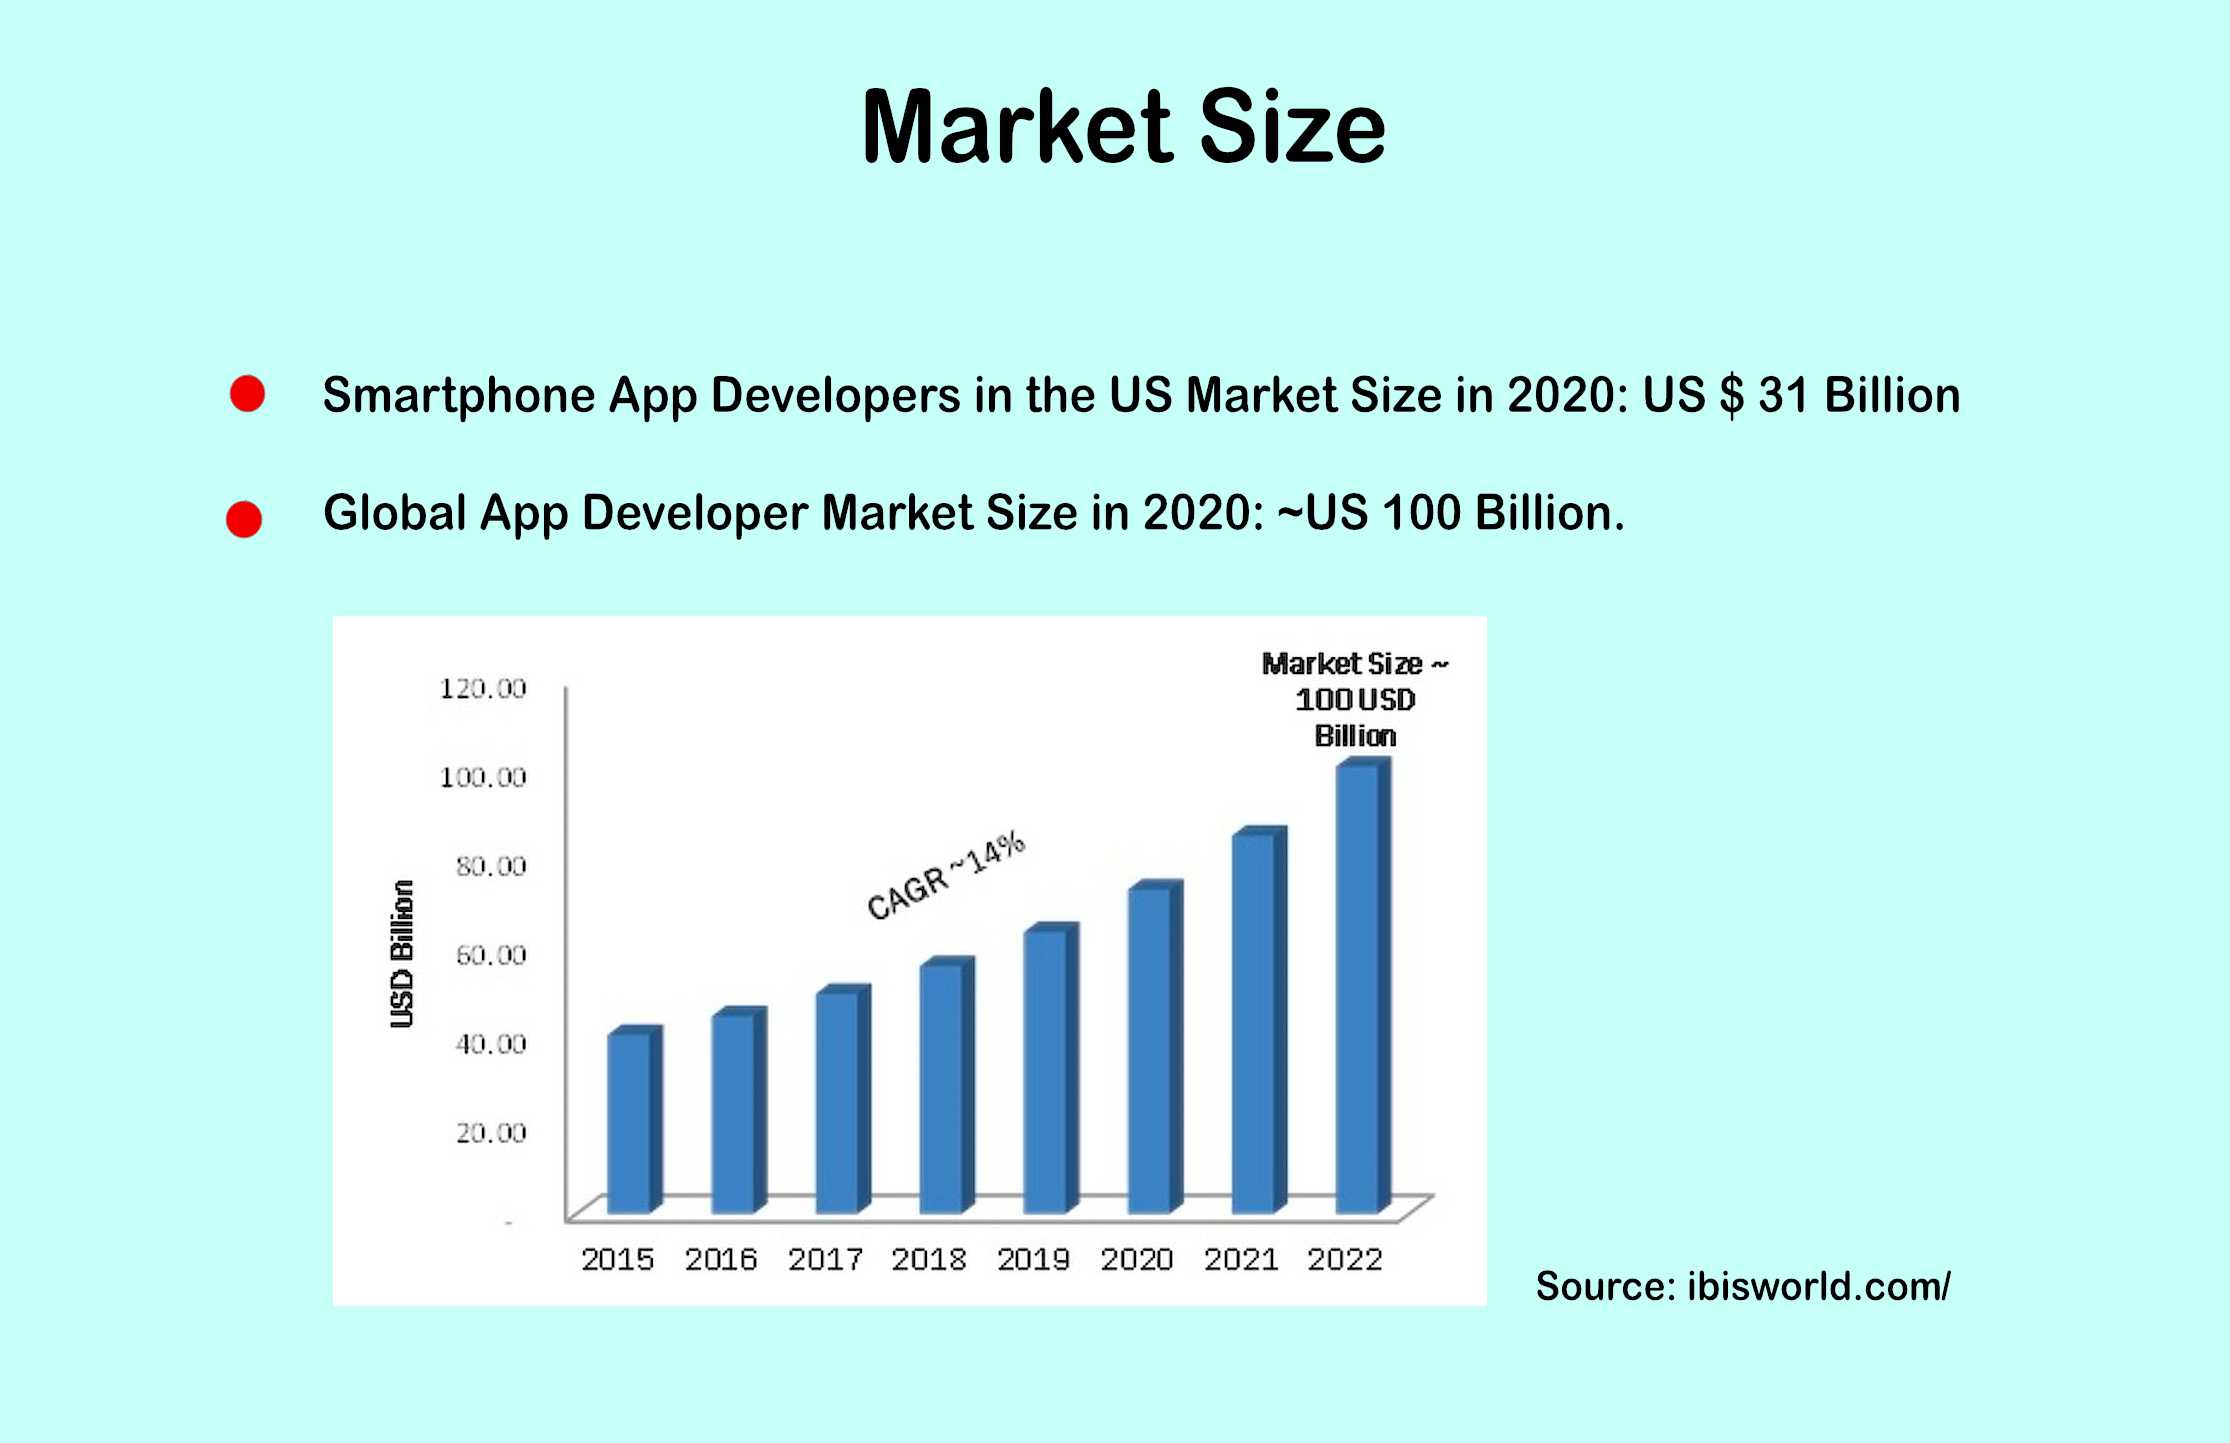 Market Size
Smartphone App Developers in the US Market Size in 2020: US $ 31 Billion
Global App Developer Market Size in 2020: ~US 100 Billion.
Market Size ~
100 USD
Billion
120.00
100.00
80.00
60.00
40.00
20.00
-
USD Billion
CAGR ~14%
2015 2016 2017 2018 2019 2020 2021 2022
Source: ibisworld.com/